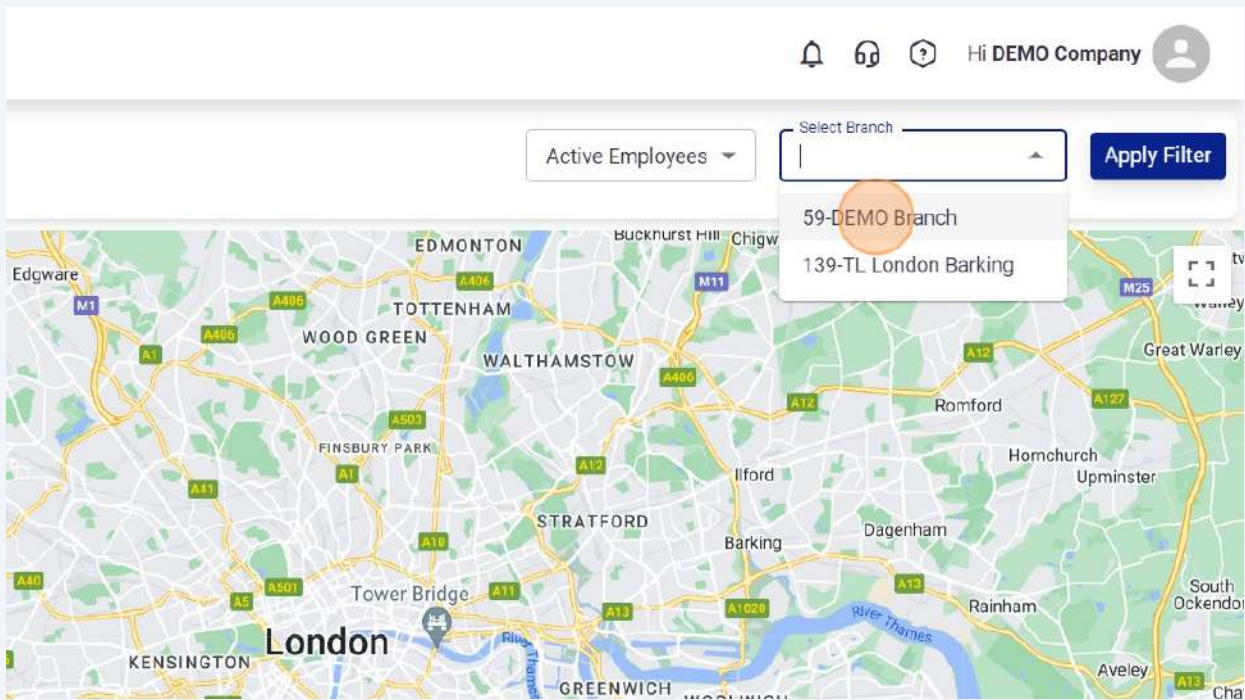 Hi DEMO Company
Select Branch
Active Employees
Apply Filter
59-DEMO Branch
139-TL London Barking
EDMONTON
Buckhurst Hill
Edgware
A406
M11
M25
M1
A406
TOTTENHAM
A406
WOOD GREEN
A1
WALTHAMSTOW
A12
Great Warley
A406
A12
Romford
A127
A503
FINSBURY PARK
Hornchurch
A1
A12
Ilford
Upminster
A41
STRATFORD
Dagenham
A10
Barking
A40
A501
Tower Bridge
A11
A13
South
Ockendon
A5
A13
A1020
Rainham
River Thames
London
KENSINGTON
GREENWICH
Aveley
A13